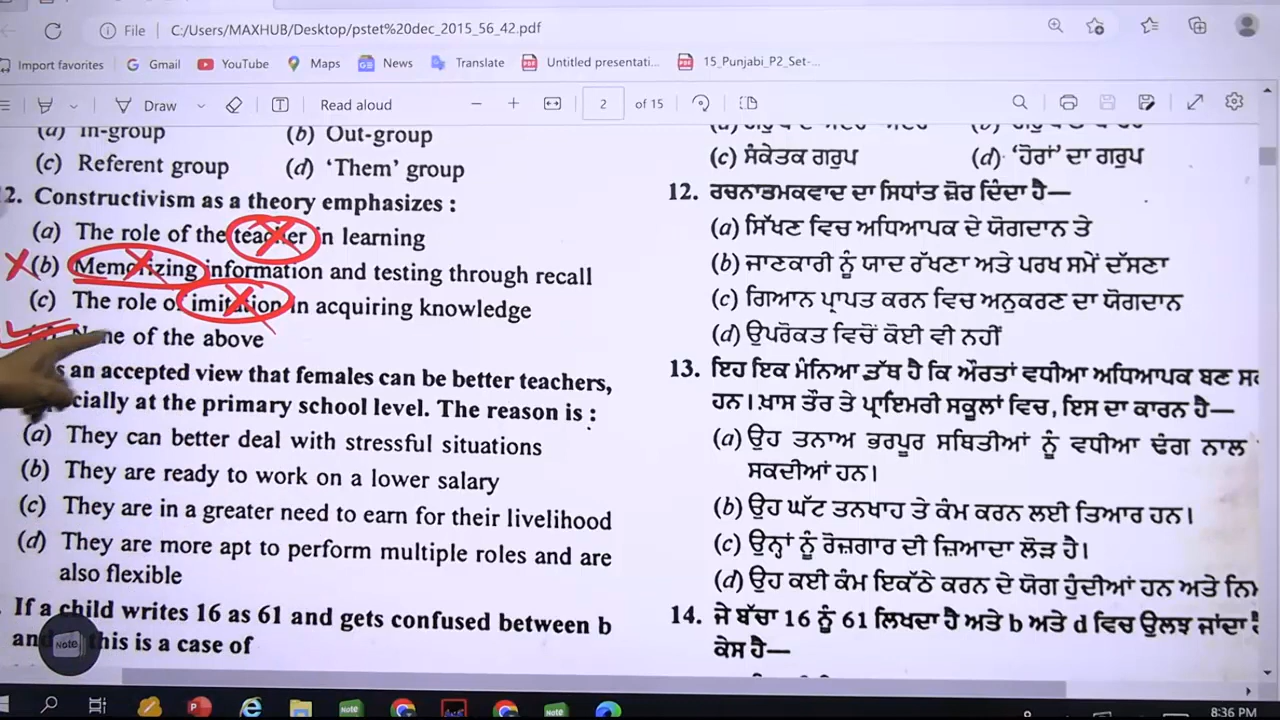 File
C:/Users/MAXHUB/Desktop/pstet%20dec_2015_56_42.pdf
Import favorites
Gmail
YouTube
Maps
News
Translate
Untitled presentati...
15_Punjabi_P2_Set-...
Draw
Read aloud
2
of 15
(a) In-group
(b) Out-group
(c) Referent group
(d) ‘Them’ group
2. Constructivism as a theory emphasizes :
(a) The role of the teacher in learning
(b) Memorizing information and testing through recall
(c) The role of imitation in acquiring knowledge
of the above
an accepted view that females can be better teachers,
at the primary school level. The reason is :
(a) They can better deal with stressful situations
(b) They are ready to work on a lower salary
(c) They are in a greater need to earn for their livelihood
(d) They are more apt to perform multiple roles and are
also flexible
If a child writes 16 as 61 and gets confused between b
this is a case of
(c) ਸੰਕੇਤਕ ਗਰੁਪ
(d) ‘ਹੋਰਾਂ’ ਦਾ ਗਰੁਪ
12. ਰਚਨਾਤਮਕਵਾਦ ਦਾ ਸਿਧਾਂਤ ਜ਼ੋਰ ਦਿੰਦਾ ਹੈ—
(a) ਸਿੱਖਣ ਵਿਚ ਅਧਿਆਪਕ ਦੇ ਯੋਗਦਾਨ ਤੇ
(b) ਜਾਣਕਾਰੀ ਨੂੰ ਯਾਦ ਰੱਖਣਾ ਅਤੇ ਪਰਖ ਸਮੇਂ ਦੱਸਣਾ
(c) ਗਿਆਨ ਪ੍ਰਾਪਤ ਕਰਨ ਵਿਚ ਅਨੁਕਰਣ ਦਾ ਯੋਗਦਾਨ
(d) ਉਪਰੋਕਤ ਵਿਚੋਂ ਕੋਈ ਵੀ ਨਹੀਂ
13. ਇਹ ਇਕ ਮੰਨਿਆ ਤੱਥ ਹੈ ਕਿ ਔਰਤਾਂ ਵਧੀਆ ਅਧਿਆਪਕ ਬਣ
ਹਨ। ਖ਼ਾਸ ਤੌਰ ਤੇ ਪ੍ਰਾਇਮਰੀ ਸਕੂਲਾਂ ਵਿਚ, ਇਸ ਦਾ ਕਾਰਨ ਹੈ—
(a) ਉਹ ਤਨਾਅ ਭਰਪੂਰ ਸਥਿਤੀਆਂ ਨੂੰ ਵਧੀਆ ਢੰਗ ਨਾਲ
ਸਕਦੀਆਂ ਹਨ।
(b) ਉਹ ਘੱਟ ਤਨਖਾਹ ਤੇ ਕੰਮ ਕਰਨ ਲਈ ਤਿਆਰ ਹਨ।
(c) ਉਨ੍ਹਾਂ ਨੂੰ ਰੋਜ਼ਗਾਰ ਦੀ ਜ਼ਿਆਦਾ ਲੋੜ ਹੈ।
(d) ਉਹ ਕਈ ਕੰਮ ਇਕੱਠੇ ਕਰਨ ਦੇ ਯੋਗ ਹੁੰਦੀਆਂ ਹਨ ਅਤੇ
14. ਜੇ ਬੱਚਾ 16 ਨੂੰ 61 ਲਿਖਦਾ ਹੈ ਅਤੇ b ਅਤੇ d ਵਿਚ ਉਲਝ ਜਾਂਦਾ ਹੈ
ਕੇਸ ਹੈ—
Note
Note
Note
8:36 PM